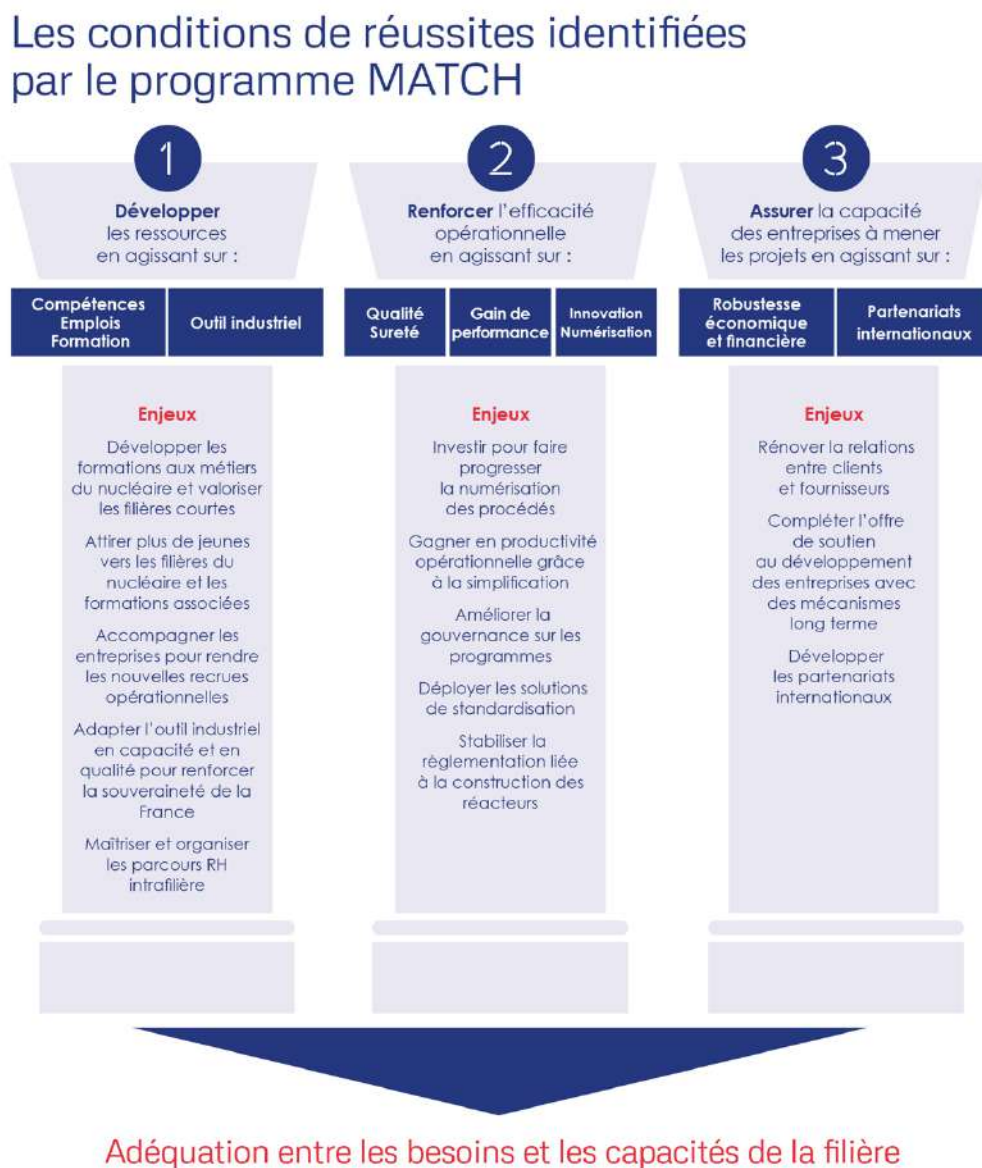 Les conditions de réussites identifiées
par le programme MATCH
1
Développer
les ressources
en agissant sur :
Compétences
Emplois
Formation
Outil industriel
Enjeux
Développer les
formations aux métiers
du nucléaire et valoriser
les filières courtes
Attirer plus de jeunes
vers les filières du
nucléaire et les
formations associées
Accompagner les
entreprises pour rendre
les nouvelles recrues
opérationnelles
Adapter l'outil industriel
en capacité et en
qualité pour renforcer
la souveraineté de la
France
Maîtriser et organiser
les parcours RH
intrafilière
2
Renforcer l'efficacité
opérationnelle
en agissant sur :
Qualité
Sureté
Gain de
performance
Innovation
Numérisation
Enjeux
Investir pour faire
progresser
la numérisation
des procédés
Gagner en productivité
opérationnelle grâce
à la simplification
Améliorer la
gouvernance sur les
programmes
Déployer les solutions
de standardisation
Stabiliser la
règlementation liée
à la construction des
réacteurs
3
Assurer la capacité
des entreprises à mener
les projets en agissant sur :
Robustesse
économique
et financière
Partenariats
internationaux
Enjeux
Rénover la relations
entre clients
et fournisseurs
Compléter l'offre
de soutien
au développement
des entreprises avec
des mécanismes
long terme
Développer
les partenariats
internationaux
Adéquation entre les besoins et les capacités de la filière